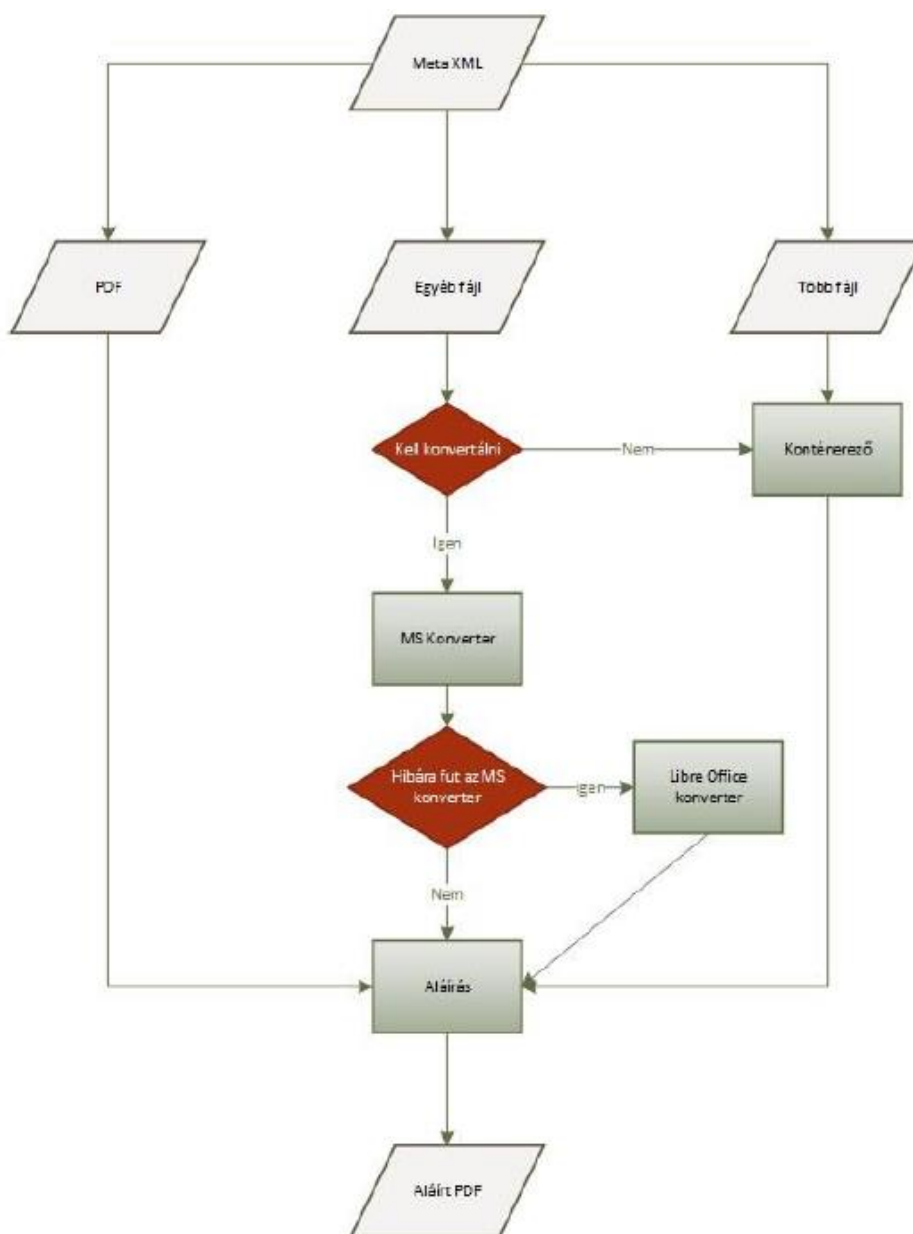 Meta XML
PDF
Egyéb fájl
Több fájl
Kell konvertálni
Nem
Konténerező
Igen
MS Konverter
Hibára fut az MS
konverter
Igen
Libre Office
konverter
Nem
Aláírás
Aláírt PDF